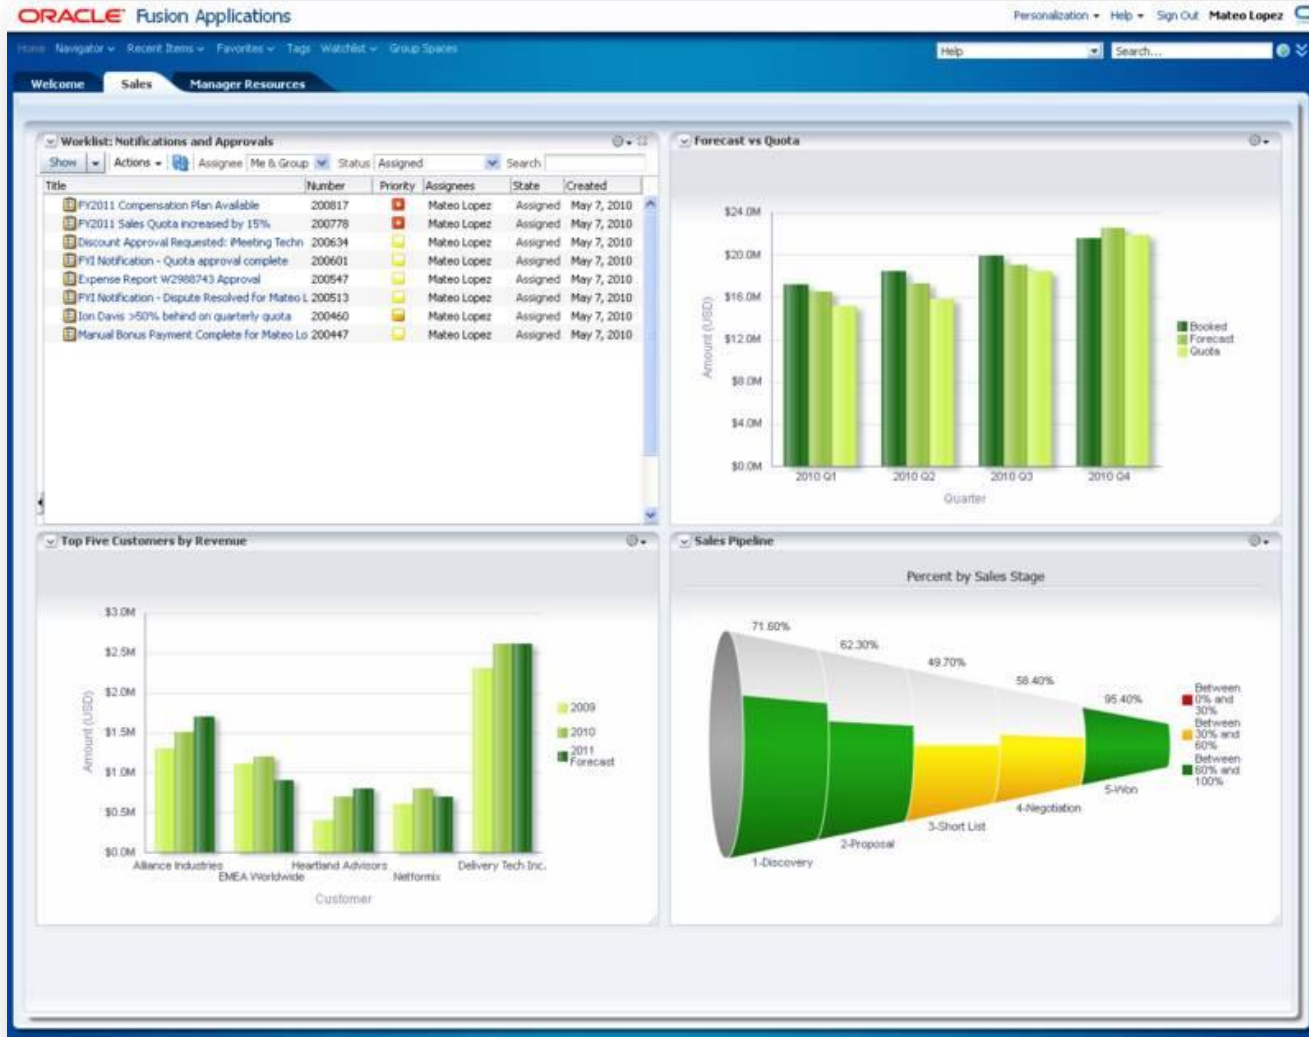 ORACLE Fusion Applications
Personalization Help Sign Out Mateo Lopez
Home Navigator Recent Items Favorites Tags Watchlist Group Spaces
Help Search...
Welcome Sales Manager Resources
Worklist: Notifications and Approvals
Show Actions Assignee Me & Group Status Assigned Search
Title Number Priority Assignees State Created
FY2011 Compensation Plan Available 200817 Mateo Lopez Assigned May 7, 2010
FY2011 Sales Quota increased by 15% 200778 Mateo Lopez Assigned May 7, 2010
Discount Approval Requested: iMeeting Techn 200634 Mateo Lopez Assigned May 7, 2010
FYI Notification - Quota approval complete 200601 Mateo Lopez Assigned May 7, 2010
Expense Report W2988743 Approval 200547 Mateo Lopez Assigned May 7, 2010
FYI Notification - Dispute Resolved for Mateo L 200513 Mateo Lopez Assigned May 7, 2010
Ion Davis >50% behind on quarterly quota 200460 Mateo Lopez Assigned May 7, 2010
Manual Bonus Payment Complete for Mateo Lo 200447 Mateo Lopez Assigned May 7, 2010
Forecast vs Quota
$24.0M
$20.0M
$16.0M
$12.0M
$8.0M
$4.0M
$0.0M
Amount (USD)
2010 Q1 2010 Q2 2010 Q3 2010 Q4
Quarter
Booked
Forecast
Quota
Top Five Customers by Revenue
$3.0M
$2.5M
$2.0M
$1.5M
$1.0M
$0.5M
$0.0M
Amount (USD)
Alliance Industries Heartland Advisors Delivery Tech Inc.
EMEA Worldwide Netformix
Customer
2009
2010
2011
Forecast
Sales Pipeline
Percent by Sales Stage
71.60%
62.30%
49.70%
58.40%
95.40%
1-Discovery
2-Proposal
3-Short List
4-Negotiation
5-Won
Between
0% and
30%
Between
30% and
60%
Between
60% and
100%